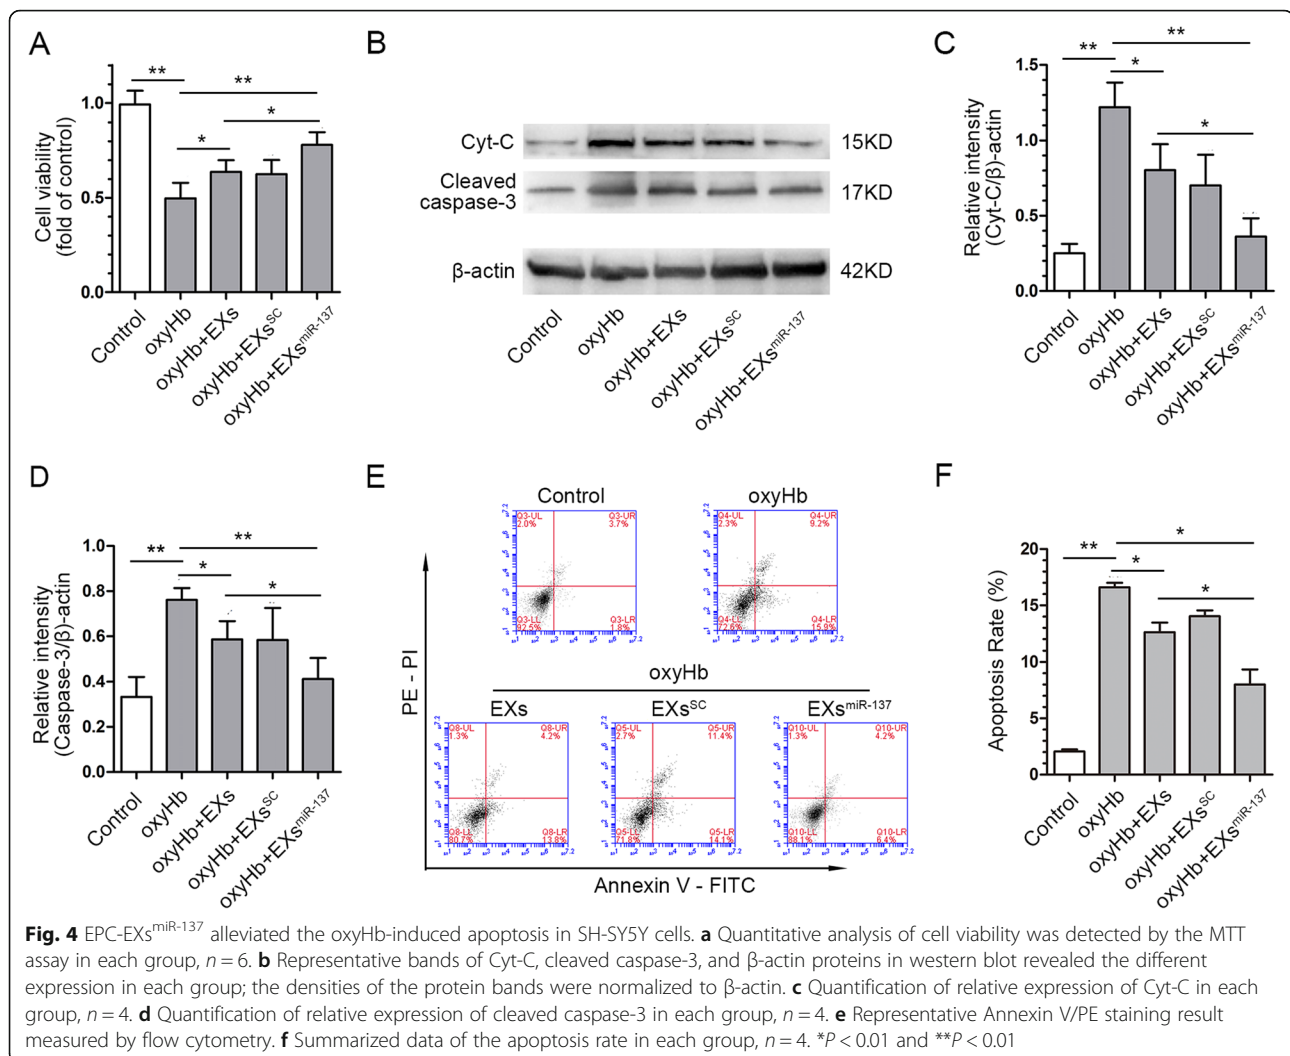 A
Cell viability
(fold of control)
1.0
0.5
0.0
**
**
*
*
Control
oxyHb
oxyHb+EXs
oxyHb+EXsSC
oxyHb+EXsmiR-137
B
Cyt-C
15KD
Cleaved
caspase-3
17KD
β-actin
42KD
Control
oxyHb
oxyHb+EXs
oxyHb+EXsSC
oxyHb+EXsmiR-137
C
Relative intensity
(Cyt-C/β)-actin
1.5
1.0
0.5
0.0
**
**
*
*
Control
oxyHb
oxyHb+EXs
oxyHb+EXsSC
oxyHb+EXsmiR-137
D
Relative intensity
(Caspase-3/β)-actin
1.0
0.8
0.6
0.4
0.2
0.0
**
**
*
*
Control
oxyHb
oxyHb+EXs
oxyHb+EXsSC
oxyHb+EXsmiR-137
E
PE - PI
Control
Q3-UL
2.0%
Q3-UR
3.7%
Q3-LL
92.5%
Q3-LR
1.8%
oxyHb
Q4-UL
2.3%
Q4-UR
9.2%
Q4-LL
72.6%
Q4-LR
15.9%
oxyHb
EXs
Q8-UL
1.3%
Q8-UR
4.2%
Q8-LL
80.7%
Q8-LR
13.8%
EXsSC
Q5-UL
2.7%
Q5-UR
11.4%
Q5-LL
71.8%
Q5-LR
14.1%
EXsmiR-137
Q10-UL
1.3%
Q10-UR
4.2%
Q10-LL
88.1%
Q10-LR
6.4%
Annexin V - FITC
F
Apoptosis Rate (%)
20
15
10
5
0
**
*
*
*
Control
oxyHb
oxyHb+EXs
oxyHb+EXsSC
oxyHb+EXsmiR-137
Fig. 4 EPC-EXsmiR-137 alleviated the oxyHb-induced apoptosis in SH-SY5Y cells. a Quantitative analysis of cell viability was detected by the MTT
assay in each group, n = 6. b Representative bands of Cyt-C, cleaved caspase-3, and β-actin proteins in western blot revealed the different
expression in each group; the densities of the protein bands were normalized to β-actin. c Quantification of relative expression of Cyt-C in each
group, n = 4. d Quantification of relative expression of cleaved caspase-3 in each group, n = 4. e Representative Annexin V/PE staining result
measured by flow cytometry. f Summarized data of the apoptosis rate in each group, n = 4. *P < 0.01 and **P < 0.01